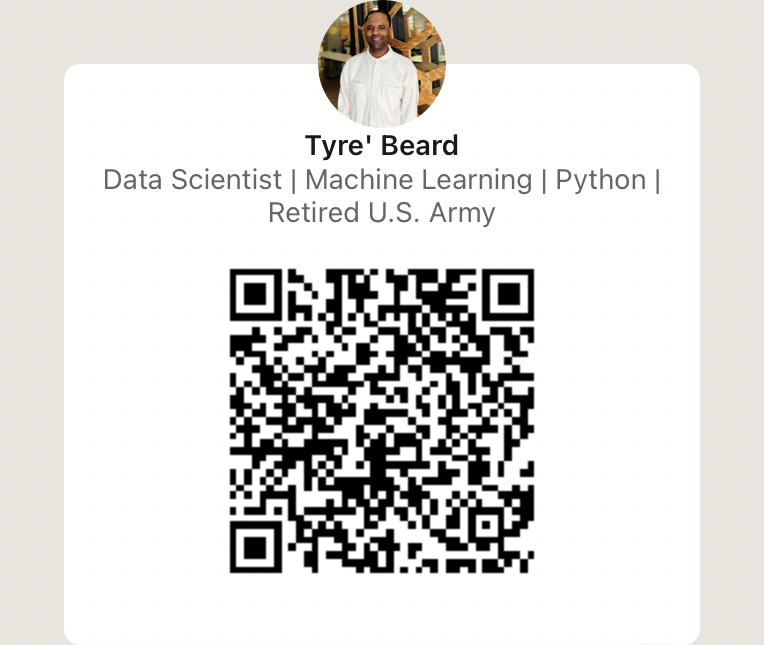 Tyre' Beard
Data Scientist | Machine Learning | Python |
Retired U.S. Army